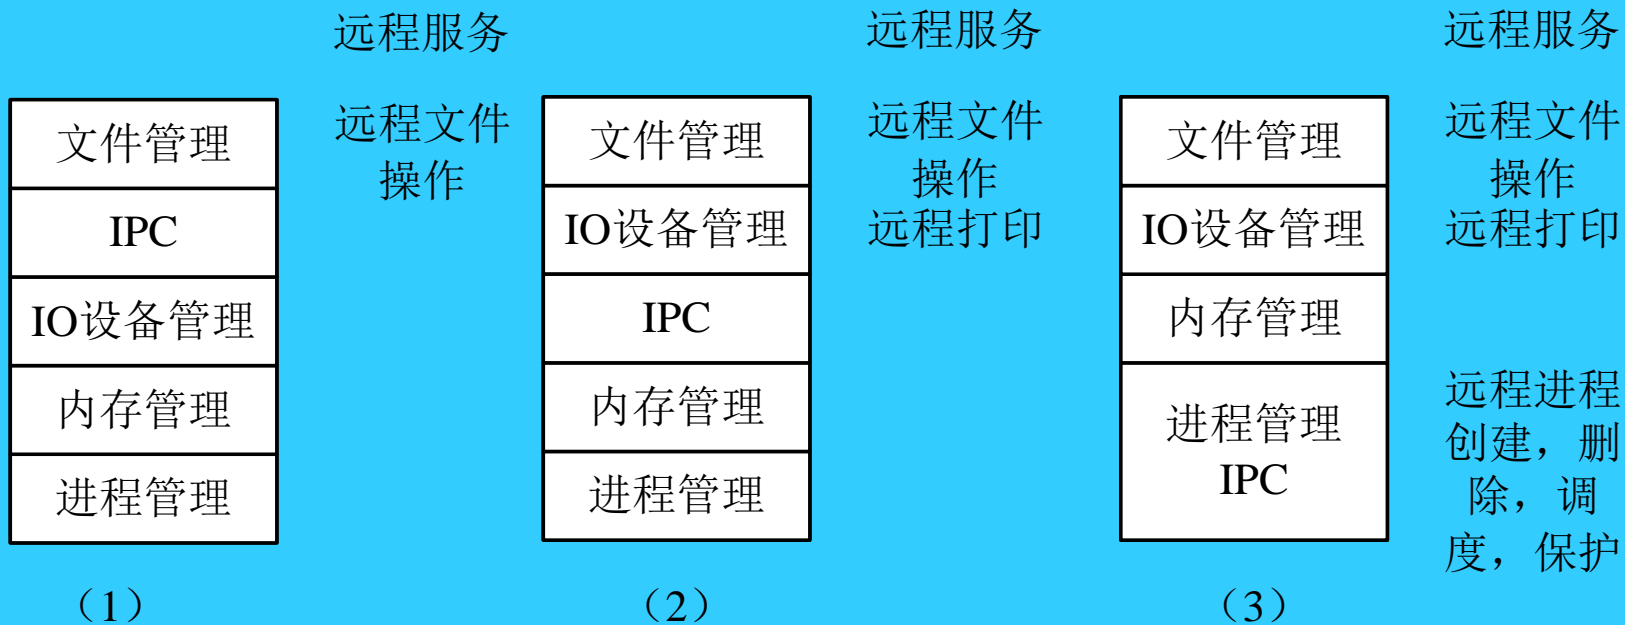 远程服务
文件管理
IPC
IO设备管理
内存管理
进程管理
远程文件
操作
（1）
远程服务
文件管理
IO设备管理
IPC
内存管理
进程管理
远程文件
操作
远程打印
（2）
远程服务
文件管理
IO设备管理
内存管理
进程管理
IPC
远程文件
操作
远程打印
远程进程
创建，删
除，调
度，保护
（3）